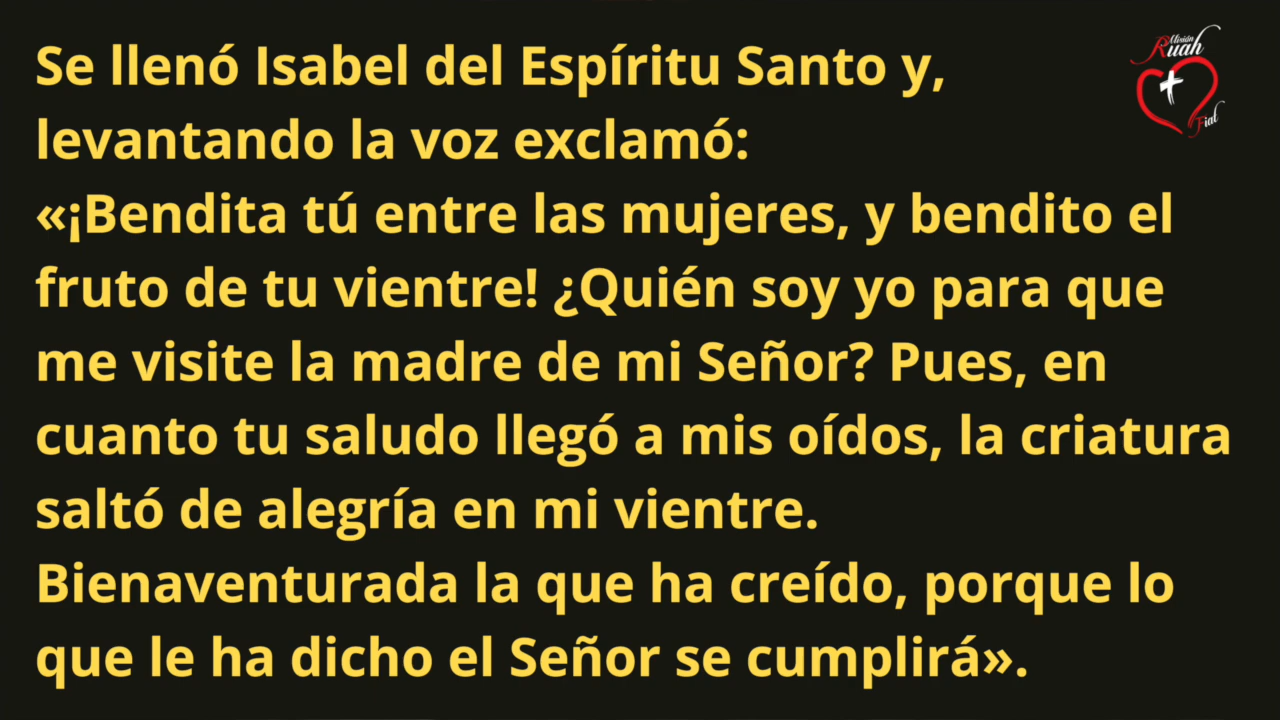 Se llenó Isabel del Espíritu Santo y,
levantando la voz exclamó:
«¡Bendita tú entre las mujeres, y bendito el
fruto de tu vientre! ¿Quién soy yo para que
me visite la madre de mi Señor? Pues, en
cuanto tu saludo llegó a mis oídos, la criatura
saltó de alegría en mi vientre.
Bienaventurada la que ha creído, porque lo
que le ha dicho el Señor se cumplirá».
Misión
Ruah
Fiat